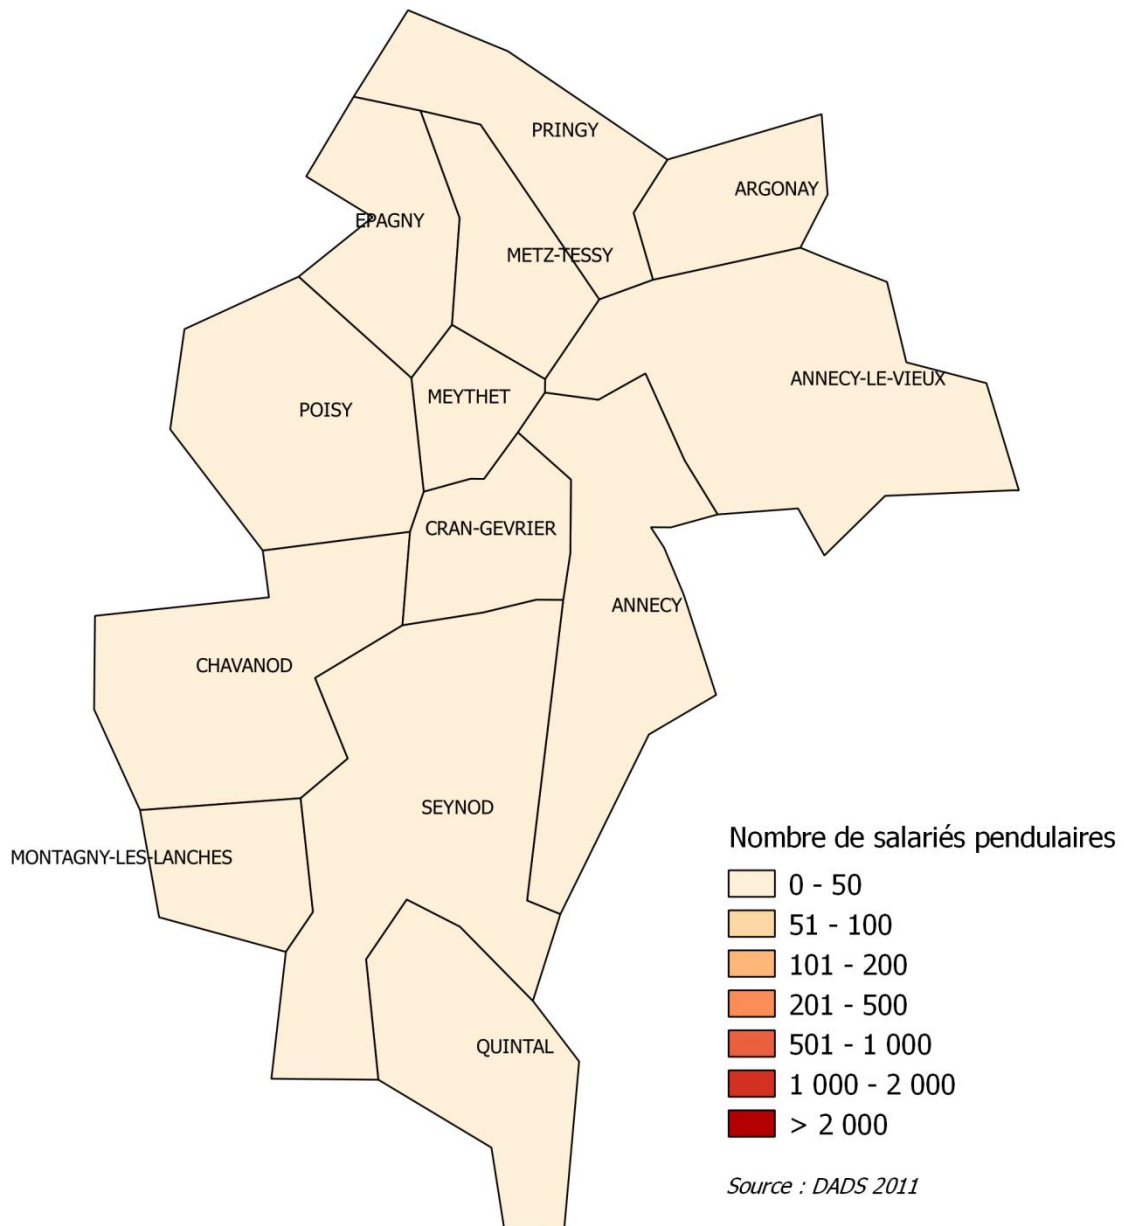 PRINGY
ARGONAY
EPAGNY
METZ-TESSY
ANNECY-LE-VIEUX
MEYTHET
POISY
CRAN-GEVRIER
ANNECY
CHAVANOD
SEYNOD
MONTAGNY-LES-LANCHES
QUINTAL
Nombre de salariés pendulaires
0 - 50
51 - 100
101 - 200
201 - 500
501 - 1 000
1 000 - 2 000
> 2 000
Source : DADS 2011